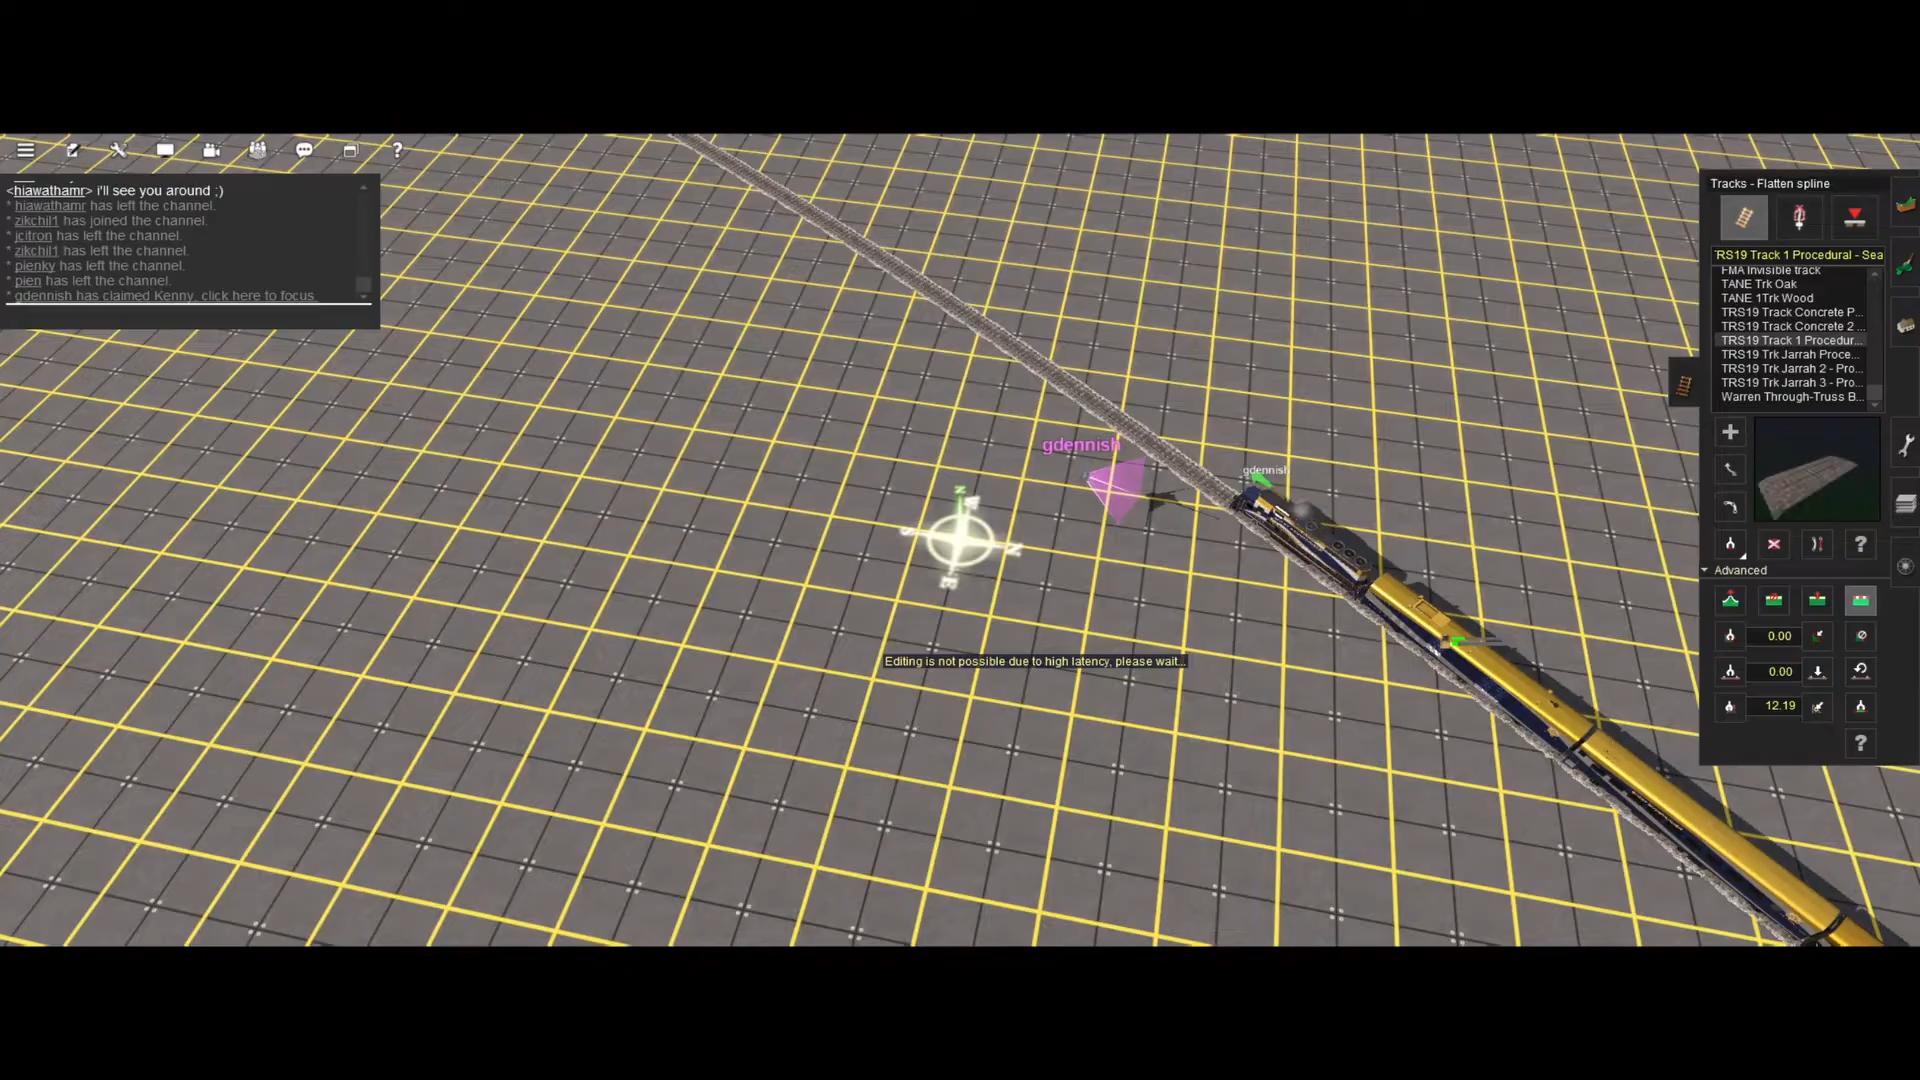 <hiawathamr> i'll see you around ;)
* hiawathamr has left the channel.
* zikchil1 has joined the channel.
* jcitron has left the channel.
* zikchil1 has left the channel.
* pienky has left the channel.
* pien has left the channel.
* gdennish has claimed Kenny, click here to focus.
gdennish
gdennish
N
W
S
N
E
Editing is not possible due to high latency, please wait...
Tracks - Flatten spline
RS19 Track 1 Procedural - Sea
FMA Invisible track
TANE Trk Oak
TANE 1Trk Wood
TRS19 Track Concrete P...
TRS19 Track Concrete 2 ...
TRS19 Track 1 Procedur...
TRS19 Trk Jarrah Proce...
TRS19 Trk Jarrah 2 - Pro...
TRS19 Trk Jarrah 3 - Pro...
Warren Through-Truss B...
?
Advanced
0.00
0.00
12.19
?